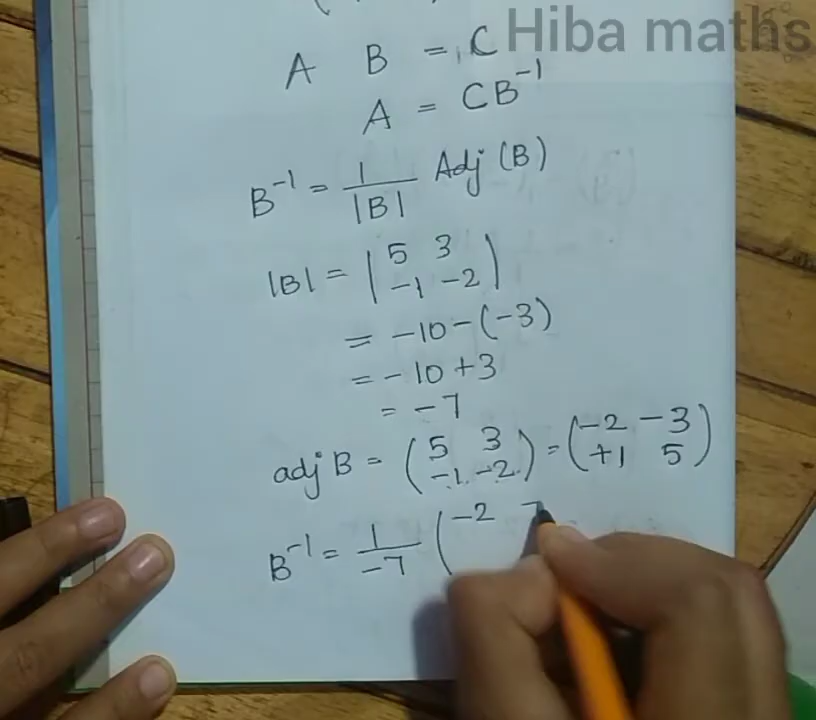 Hiba maths
A B = C
A = CB⁻¹
B⁻¹ = 1/|B| Adj (B)
|B| = | 5 3 |
| -1 -2 |
= -10 - (-3)
= -10 + 3
= -7
adj B = ( 5 3 ) = ( -2 -3 )
( -1 -2 ) ( +1 5 )
B⁻¹ = 1/-7 ( -2